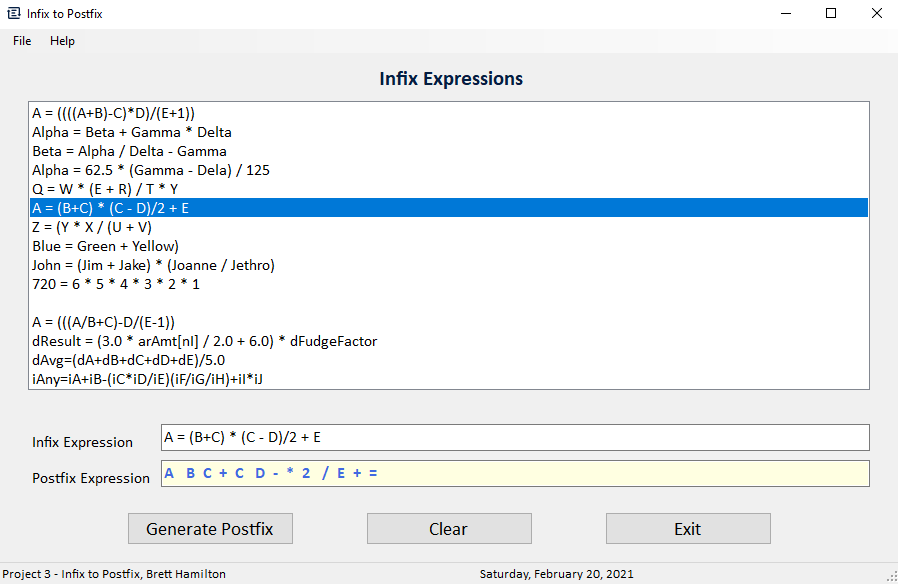 Infix to Postfix
File Help
Infix Expressions
A = ((((A+B)-C)*D)/(E+1))
Alpha = Beta + Gamma * Delta
Beta = Alpha / Delta - Gamma
Alpha = 62.5 * (Gamma - Dela) / 125
Q = W * (E + R) / T * Y
A = (B+C) * (C - D)/2 + E
Z = (Y * X / (U + V)
Blue = Green + Yellow)
John = (Jim + Jake) * (Joanne / Jethro)
720 = 6 * 5 * 4 * 3 * 2 * 1
A = (((A/B+C)-D/(E-1))
dResult = (3.0 * arAmt[nI] / 2.0 + 6.0) * dFudgeFactor
dAvg=(dA+dB+dC+dD+dE)/5.0
iAny=iA+iB-(iC*iD/iE)(iF/iG/iH)+iI*iJ
Infix Expression A = (B+C) * (C - D)/2 + E
Postfix Expression A B C + C D - * 2 / E + =
Generate Postfix Clear Exit
Project 3 - Infix to Postfix, Brett Hamilton Saturday, February 20, 2021